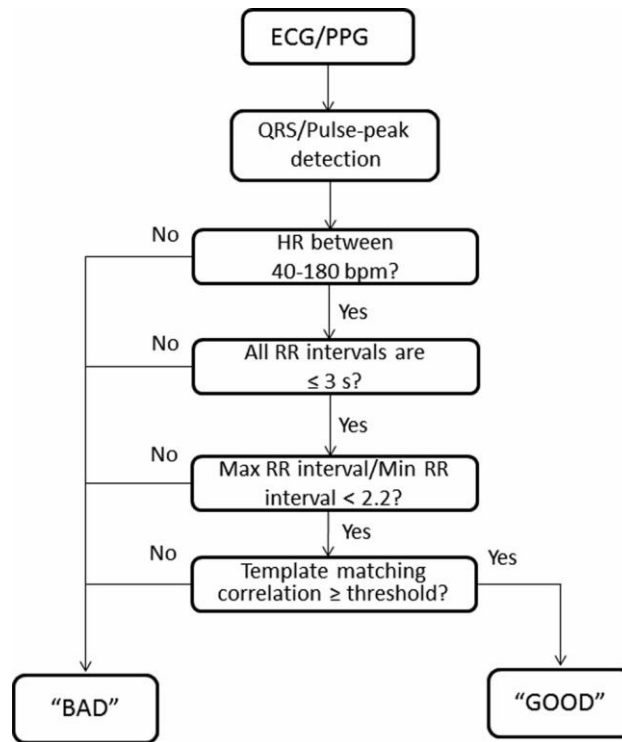 ECG/PPG
QRS/Pulse-peak
detection
No
HR between
40-180 bpm?
Yes
No
All RR intervals are
≤ 3 s?
Yes
No
Max RR interval/Min RR
interval < 2.2?
Yes
No
Template matching
correlation ≥ threshold?
Yes
“BAD”
“GOOD”